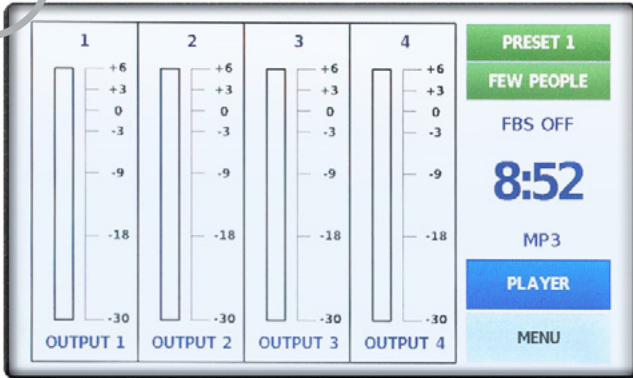 1 2 3 4
+6 +6 +6 +6
+3 +3 +3 +3
0 0 0 0
-3 -3 -3 -3
-9 -9 -9 -9
-18 -18 -18 -18
-30 -30 -30 -30
OUTPUT 1 OUTPUT 2 OUTPUT 3 OUTPUT 4
PRESET 1
FEW PEOPLE
FBS OFF
8:52
MP3
PLAYER
MENU